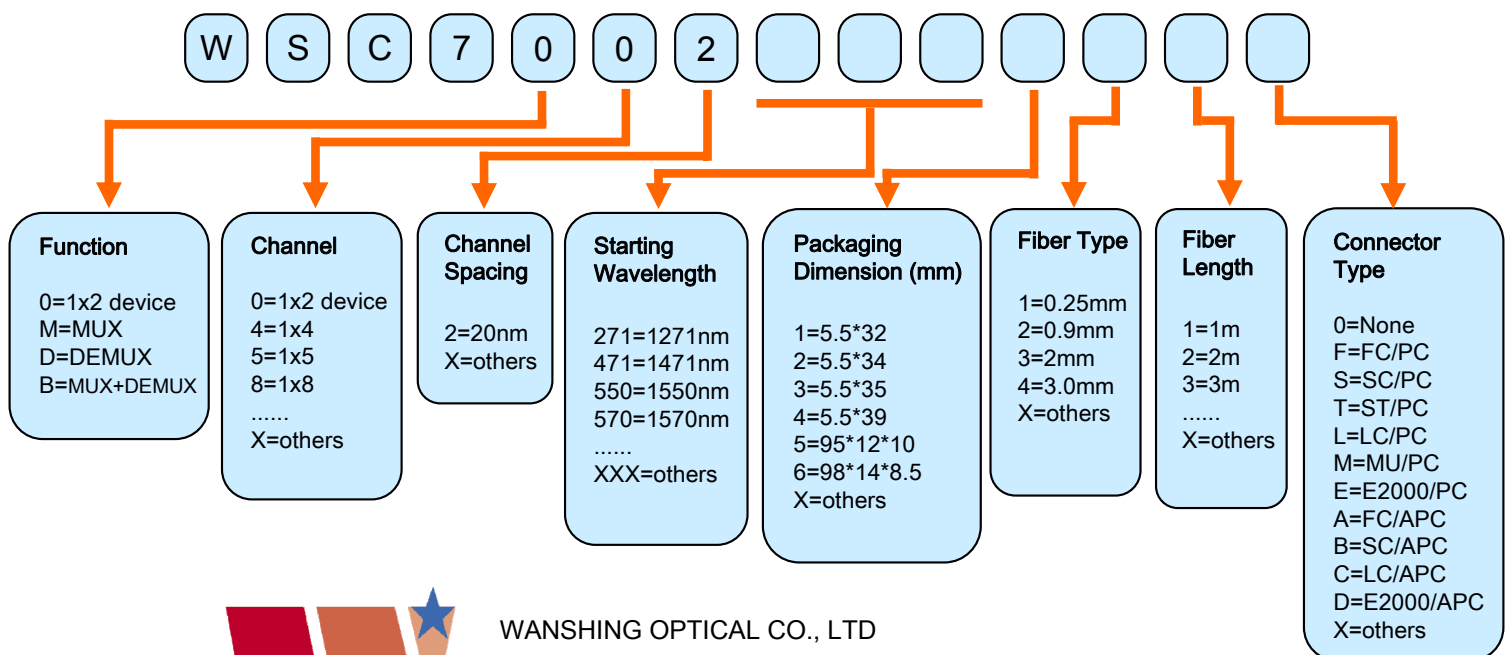 W S C 7 0 0 2
Function
0=1x2 device
M=MUX
D=DEMUX
B=MUX+DEMUX
Channel
0=1x2 device
4=1x4
5=1x5
8=1x8
......
X=others
Channel
Spacing
2=20nm
X=others
Starting
Wavelength
271=1271nm
471=1471nm
550=1550nm
570=1570nm
......
XXX=others
Packaging
Dimension (mm)
1=5.5*32
2=5.5*34
3=5.5*35
4=5.5*39
5=95*12*10
6=98*14*8.5
X=others
Fiber Type
1=0.25mm
2=0.9mm
3=2mm
4=3.0mm
X=others
Fiber
Length
1=1m
2=2m
3=3m
......
X=others
Connector
Type
0=None
F=FC/PC
S=SC/PC
T=ST/PC
L=LC/PC
M=MU/PC
E=E2000/PC
A=FC/APC
B=SC/APC
C=LC/APC
D=E2000/APC
X=others
WANSHING OPTICAL CO., LTD